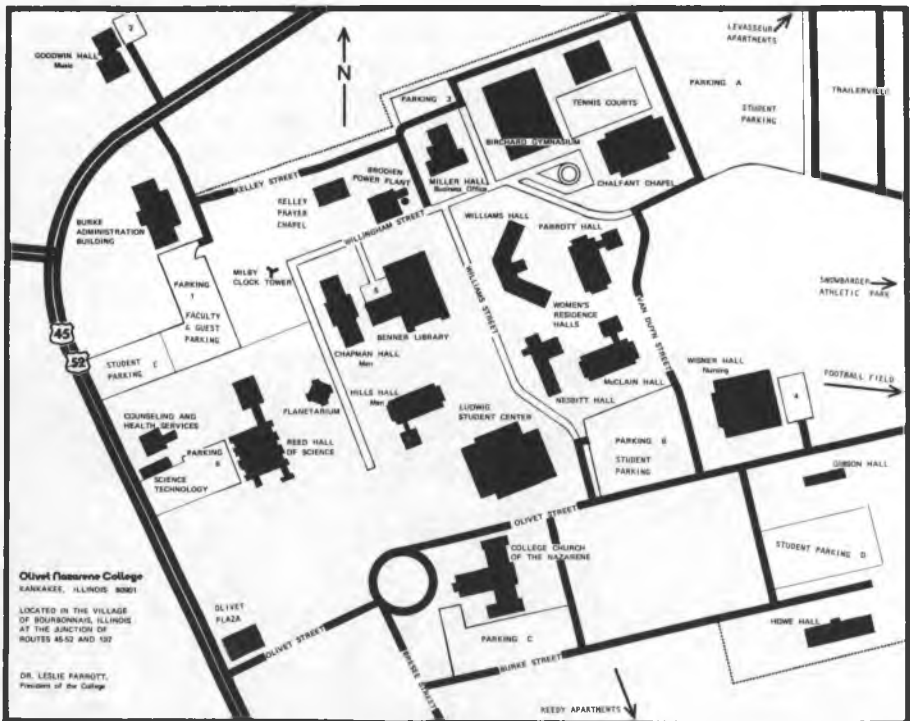 2
GOODWIN HALL
Music
N
LEVASSEUR
APARTMENTS
PARKING A
STUDENT
PARKING
TRAILERVILLE
PARKING 3
TENNIS COURTS
BIRCHARD GYMNASIUM
CHALFANT CHAPEL
MILLER HALL
Business Office
BRODIEN
POWER PLANT
KELLEY STREET
KELLEY
PRAYER
CHAPEL
WILLINGHAM STREET
BURKE
ADMINISTRATION
BUILDING
WILLIAMS HALL
PARROTT HALL
WILLIAMS STREET
WOMEN'S
RESIDENCE
HALLS
VAN DUYN STREET
SNOWBARGER
ATHLETIC PARK
MILBY
CLOCK TOWER
PARKING
1
FACULTY
& GUEST
PARKING
BENNER LIBRARY
CHAPMAN HALL
Men
45
52
STUDENT
PARKING E
PLANETARIUM
HILLS HALL
Men
LUDWIG
STUDENT CENTER
NESBITT HALL
McCLAIN HALL
WISNER HALL
Nursing
4
FOOTBALL FIELD
COUNSELING AND
HEALTH SERVICES
PARKING
SCIENCE
TECHNOLOGY
REED HALL
OF SCIENCE
PARKING B
STUDENT
PARKING
GIBSON HALL
OLIVET STREET
COLLEGE CHURCH
OF THE NAZARENE
STUDENT PARKING D
Olivet Nazarene College
KANKAKEE, ILLINOIS 60901
LOCATED IN THE VILLAGE
OF BOURBONNAIS, ILLINOIS
AT THE JUNCTION OF
ROUTES 45-52 AND 102
DR. LESLIE PARROTT,
President of the College
OLIVET
PLAZA
OLIVET STREET
PARKING C
BURKE STREET
HOWE HALL
REEDY APARTMENTS